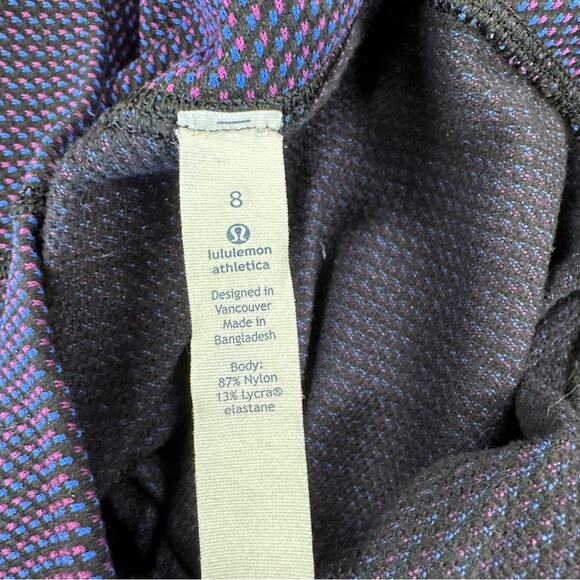 8
lululemon
athletica
Designed in
Vancouver
Made in
Bangladesh
Body:
87% Nylon
13% Lycra®
elastane